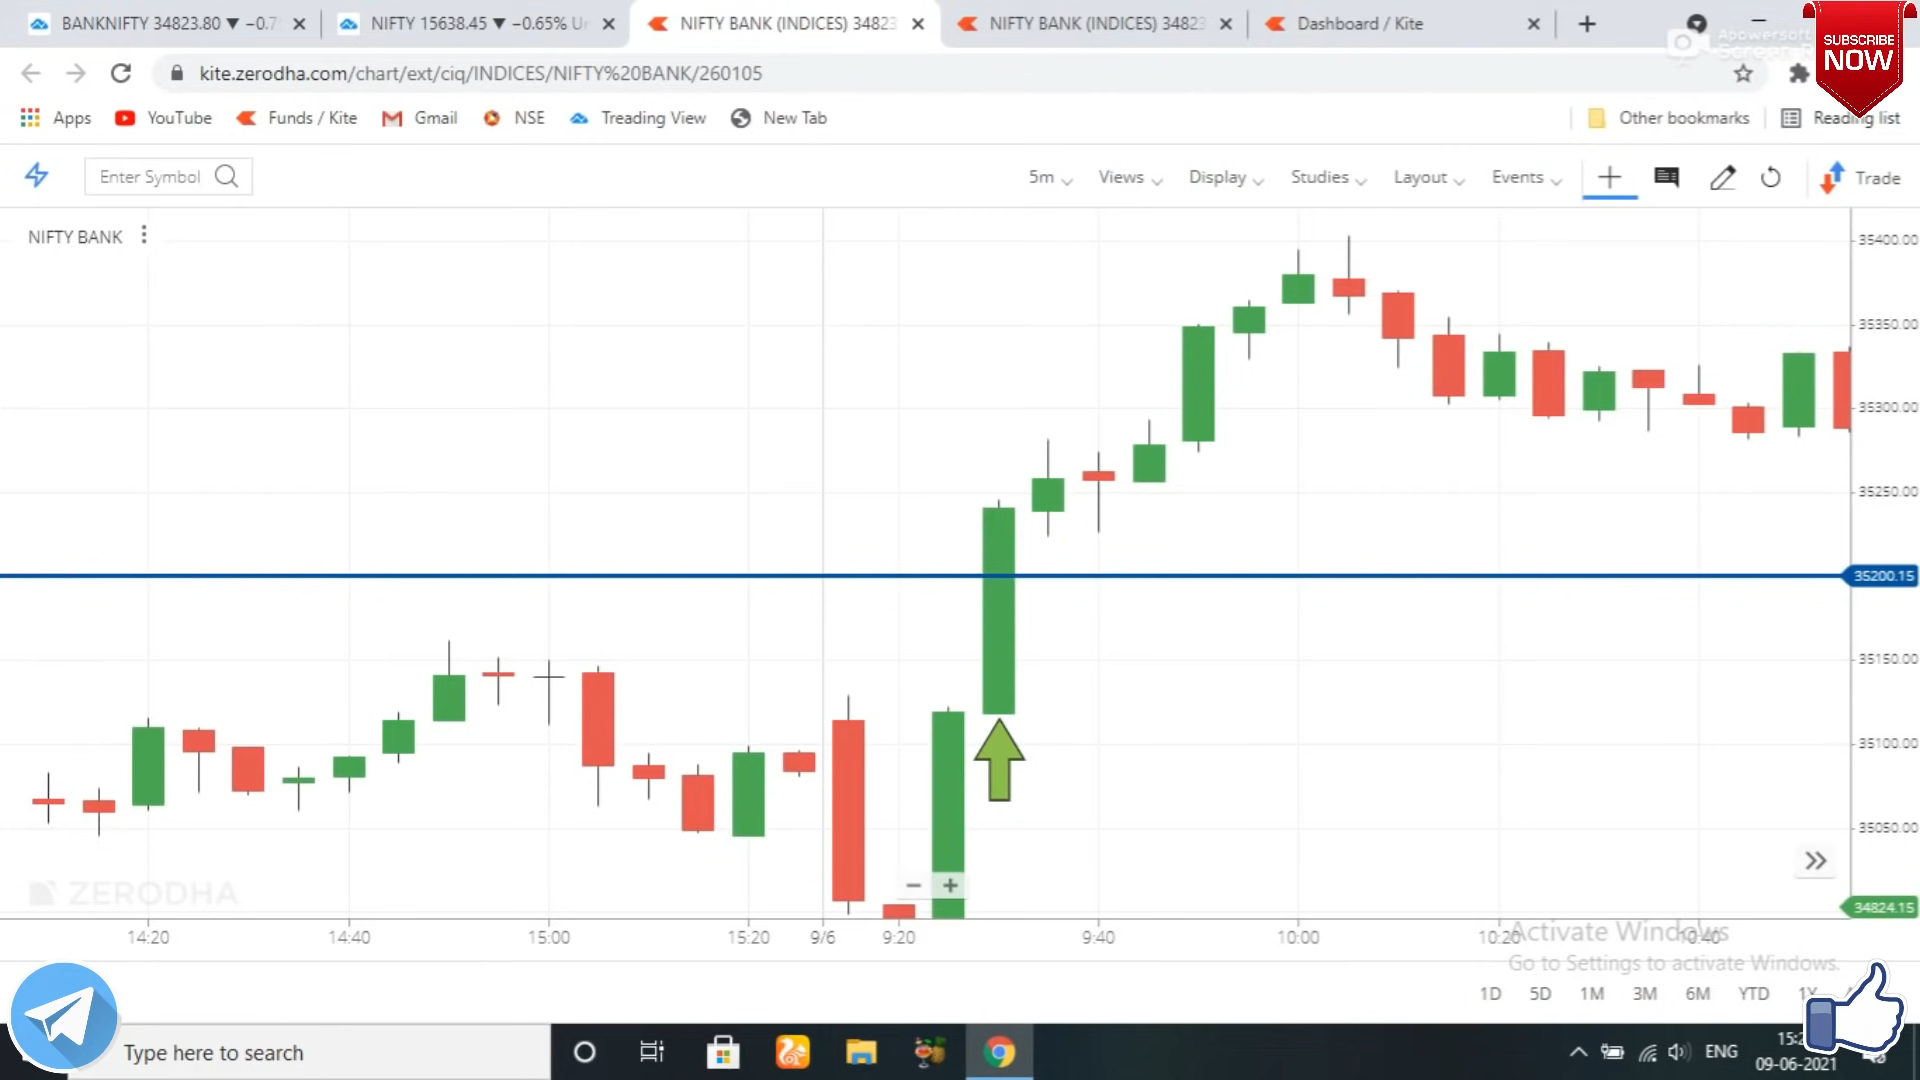 BANKNIFTY 34823.80 ▼ −0.7
NIFTY 15638.45 ▼ −0.65% Un
NIFTY BANK (INDICES) 34823
NIFTY BANK (INDICES) 34823
Dashboard / Kite
Apowersoft
SUBSCRIBE
NOW
kite.zerodha.com/chart/ext/ciq/INDICES/NIFTY%20BANK/260105
Apps
YouTube
Funds / Kite
Gmail
NSE
Treading View
New Tab
Other bookmarks
Reading list
Enter Symbol
5m
Views
Display
Studies
Layout
Events
Trade
NIFTY BANK
35400.00
35350.00
35300.00
35250.00
35200.15
35150.00
35100.00
35050.00
34824.15
ZERODHA
14:20
14:40
15:00
15:20
9/6
9:20
9:40
10:00
10:20
10:40
Activate Windows
Go to Settings to activate Windows.
1D
5D
1M
3M
6M
YTD
1Y
Type here to search
ENG
15:2
09-06-2021